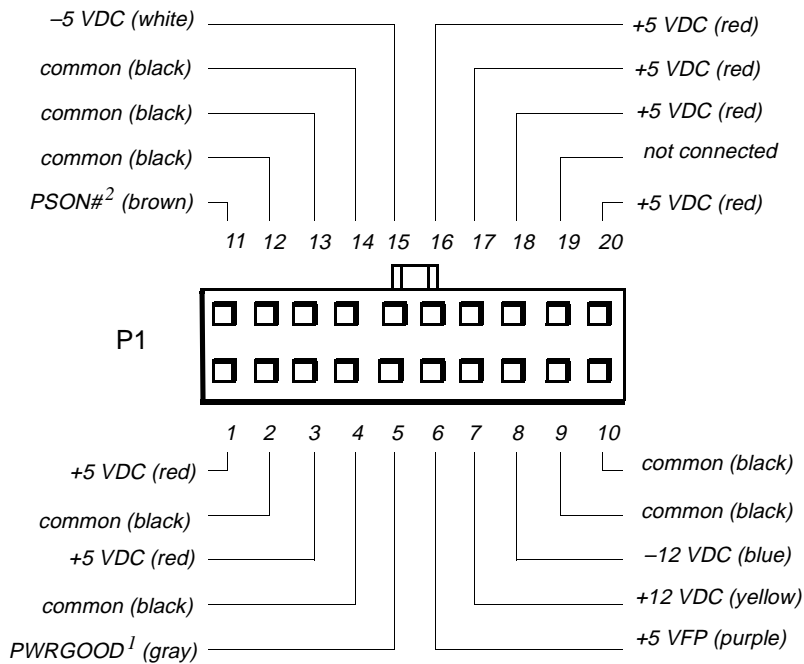 –5 VDC (white) +5 VDC (red)
common (black) +5 VDC (red)
common (black) +5 VDC (red)
common (black) not connected
PSON#2 (brown) +5 VDC (red)
11 12 13 14 15 16 17 18 19 20
P1
1 2 3 4 5 6 7 8 9 10
+5 VDC (red) common (black)
common (black) common (black)
+5 VDC (red) –12 VDC (blue)
common (black) +12 VDC (yellow)
PWRGOOD1 (gray) +5 VFP (purple)